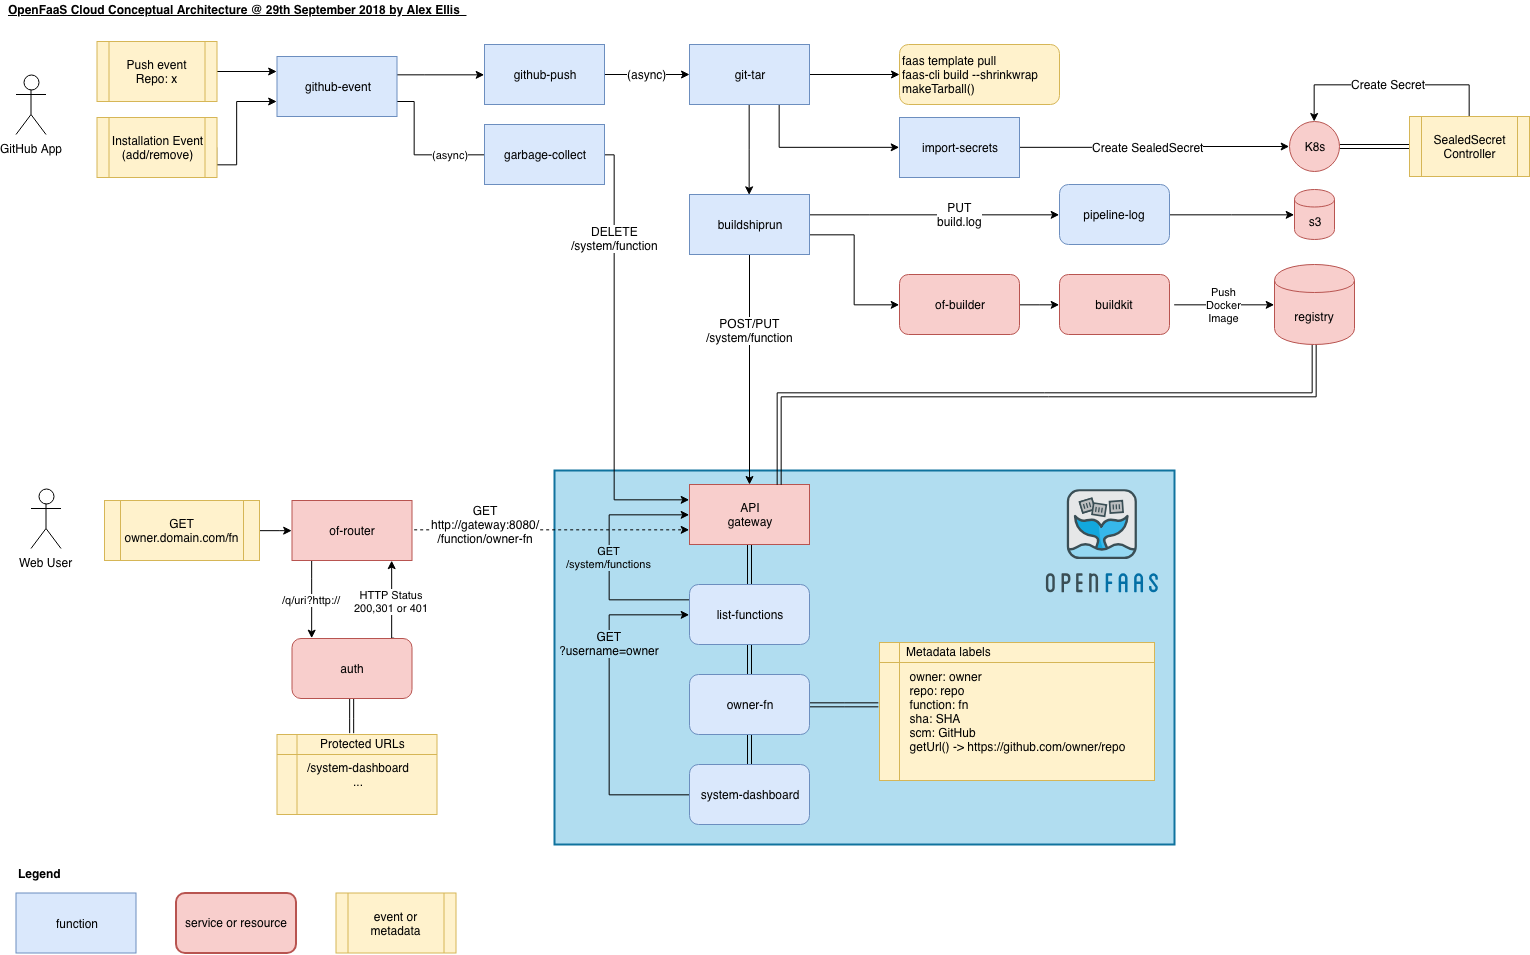 OpenFaaS Cloud Conceptual Architecture @ 29th September 2018 by Alex Ellis
GitHub App
Push event
Repo: x
Installation Event
(add/remove)
github-event
github-push
(async)
(async)
garbage-collect
git-tar
faas template pull
faas-cli build --shrinkwrap
makeTarball()
import-secrets
Create SealedSecret
K8s
Create Secret
SealedSecret
Controller
buildshiprun
PUT
build.log
pipeline-log
s3
of-builder
buildkit
Push
Docker
Image
registry
DELETE
/system/function
POST/PUT
/system/function
Web User
GET
owner.domain.com/fn
of-router
GET
http://gateway:8080/
/function/owner-fn
/q/uri?http://
HTTP Status
200,301 or 401
auth
Protected URLs
/system-dashboard
...
API
gateway
GET
/system/functions
list-functions
GET
?username=owner
owner-fn
system-dashboard
OPENFAAS
Metadata labels
owner: owner
repo: repo
function: fn
sha: SHA
scm: GitHub
getUrl() -> https://github.com/owner/repo
Legend
function
service or resource
event or
metadata